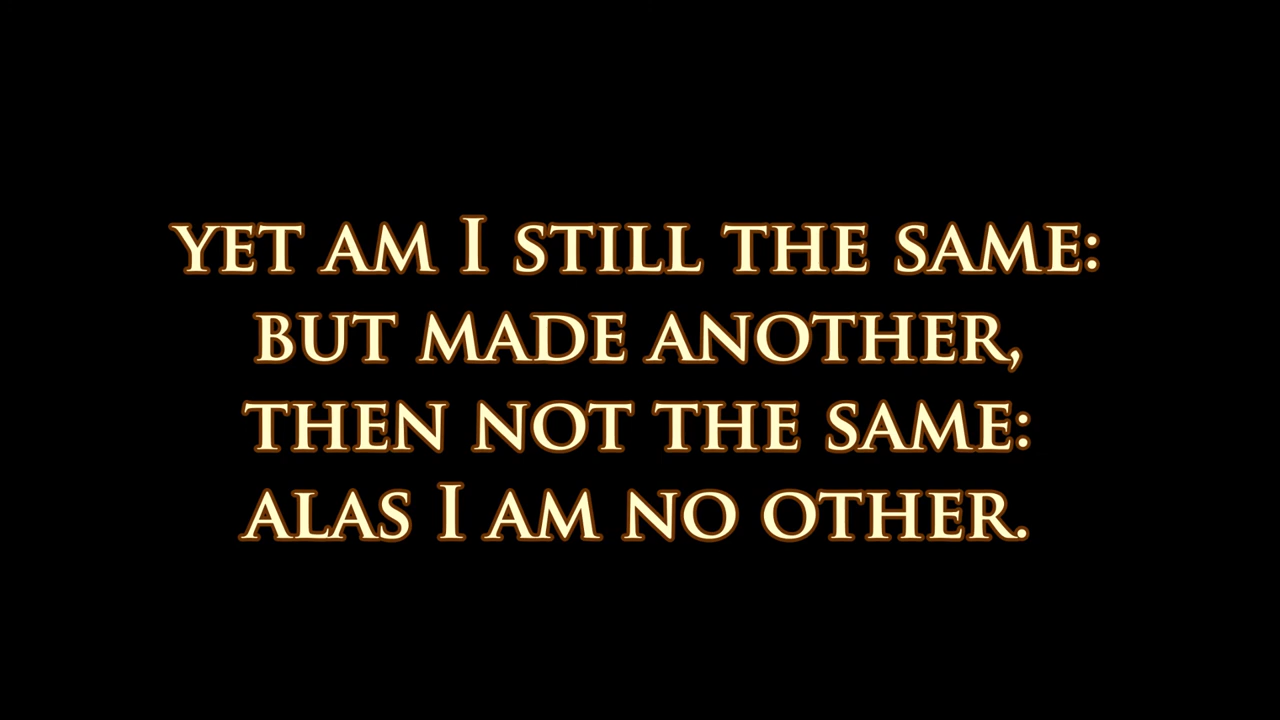 yet am I still the same:
but made another,
then not the same:
alas I am no other.